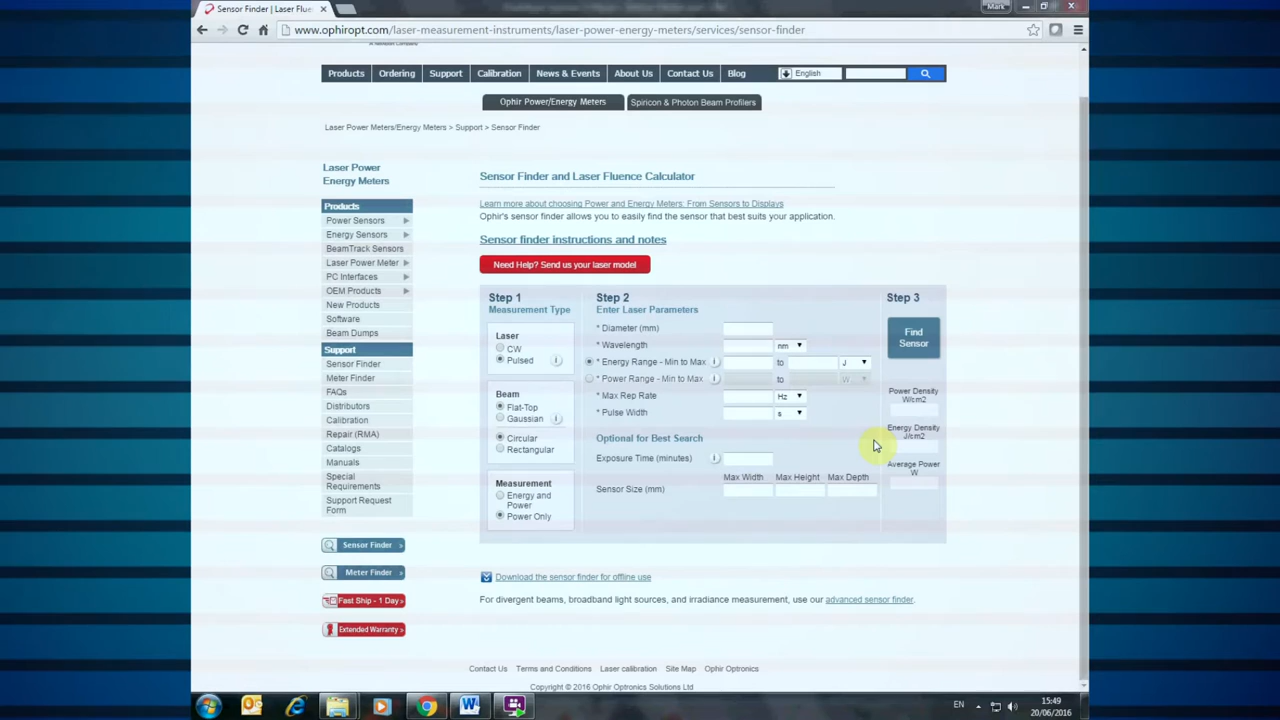 Sensor Finder | Laser Flue
Mark
www.ophiropt.com/laser-measurement-instruments/laser-power-energy-meters/services/sensor-finder
Products Ordering Support Calibration News & Events About Us Contact Us Blog English
Ophir Power/Energy Meters Spiricon & Photon Beam Profilers
Laser Power Meters/Energy Meters > Support > Sensor Finder
Laser Power
Energy Meters
Products
Power Sensors
Energy Sensors
BeamTrack Sensors
Laser Power Meter
PC Interfaces
OEM Products
New Products
Software
Beam Dumps
Support
Sensor Finder
Meter Finder
FAQs
Distributors
Calibration
Repair (RMA)
Catalogs
Manuals
Special
Requirements
Support Request
Form
Sensor Finder >
Meter Finder >
Fast Ship - 1 Day >
Extended Warranty >
Sensor Finder and Laser Fluence Calculator
Learn more about choosing Power and Energy Meters: From Sensors to Displays
Ophir's sensor finder allows you to easily find the sensor that best suits your application.
Sensor finder instructions and notes
Need Help? Send us your laser model
Step 1
Measurement Type
Laser
CW
Pulsed i
Beam
Flat-Top
Gaussian i
Circular
Rectangular
Measurement
Energy and
Power
Power Only
Step 2
Enter Laser Parameters
* Diameter (mm)
* Wavelength nm
* Energy Range - Min to Max i to J
* Power Range - Min to Max i to W
* Max Rep Rate Hz
* Pulse Width s
Optional for Best Search
Exposure Time (minutes) i
Max Width Max Height Max Depth
Sensor Size (mm)
Step 3
Find
Sensor
Power Density
W/cm2
Energy Density
J/cm2
Average Power
W
Download the sensor finder for offline use
For divergent beams, broadband light sources, and irradiance measurement, use our advanced sensor finder.
Contact Us Terms and Conditions Laser calibration Site Map Ophir Optronics
Copyright © 2016 Ophir Optronics Solutions Ltd
EN 15:49
20/06/2016